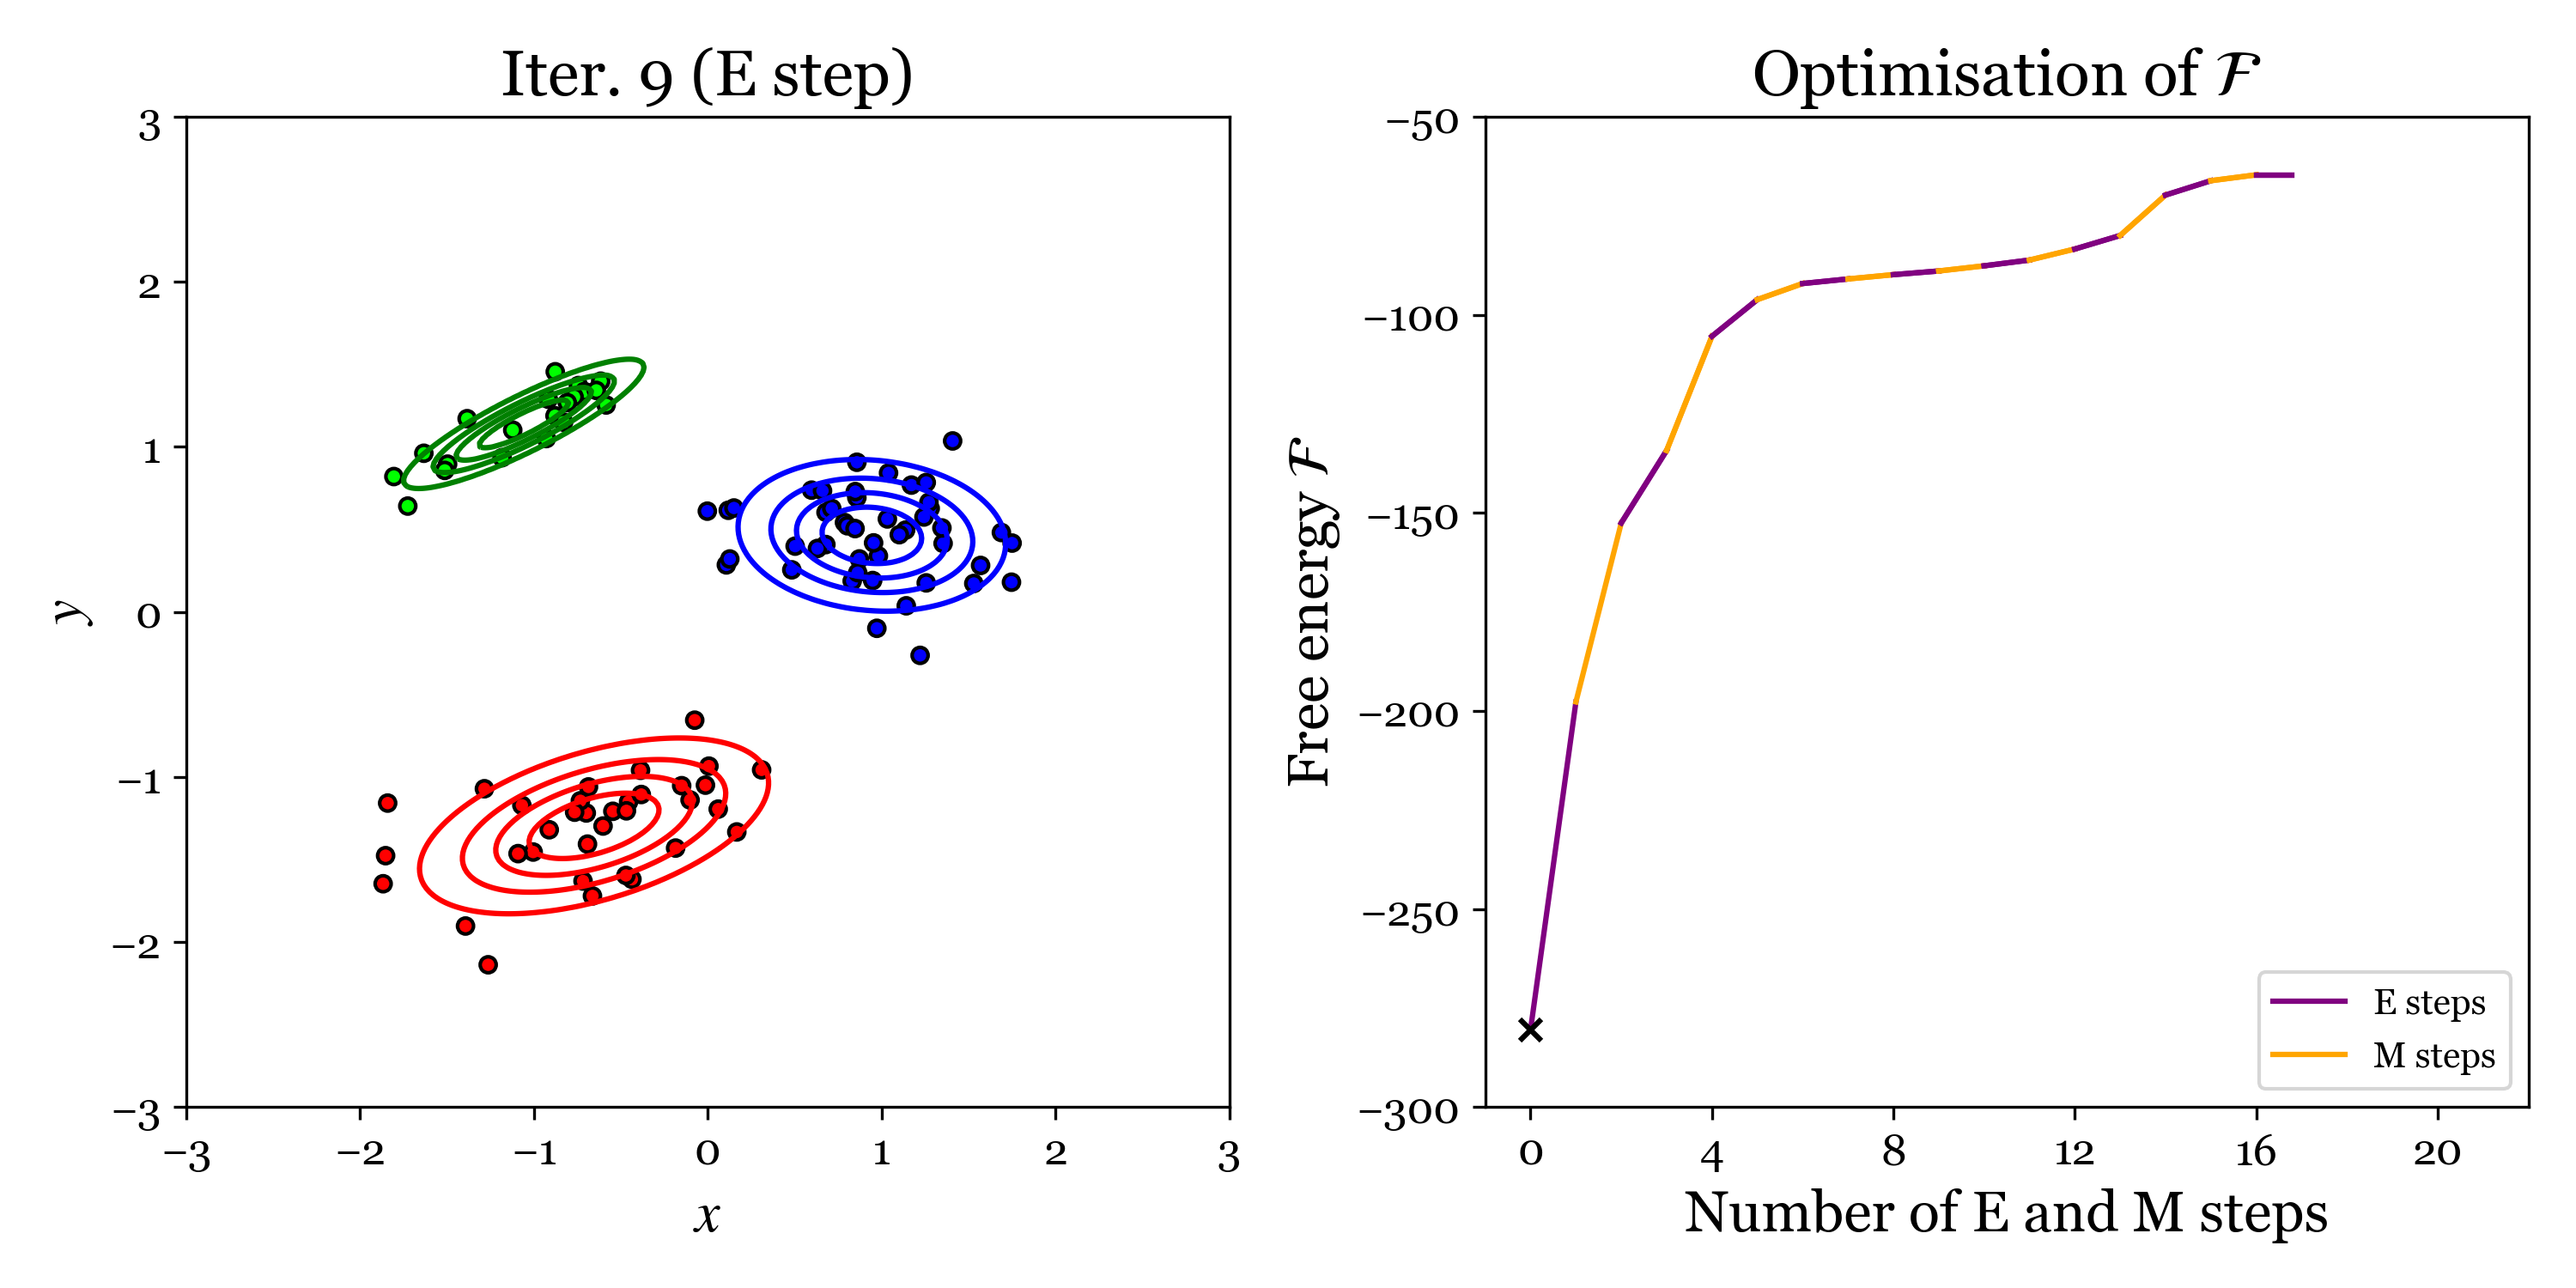 Iter. 9 (E step)
3
2
1
0
−1
−2
−3
y
−3 −2 −1 0 1 2 3
x
Optimisation of ℱ
−50
−100
−150
−200
−250
−300
Free energy ℱ
E steps
M steps
0 4 8 12 16 20
Number of E and M steps